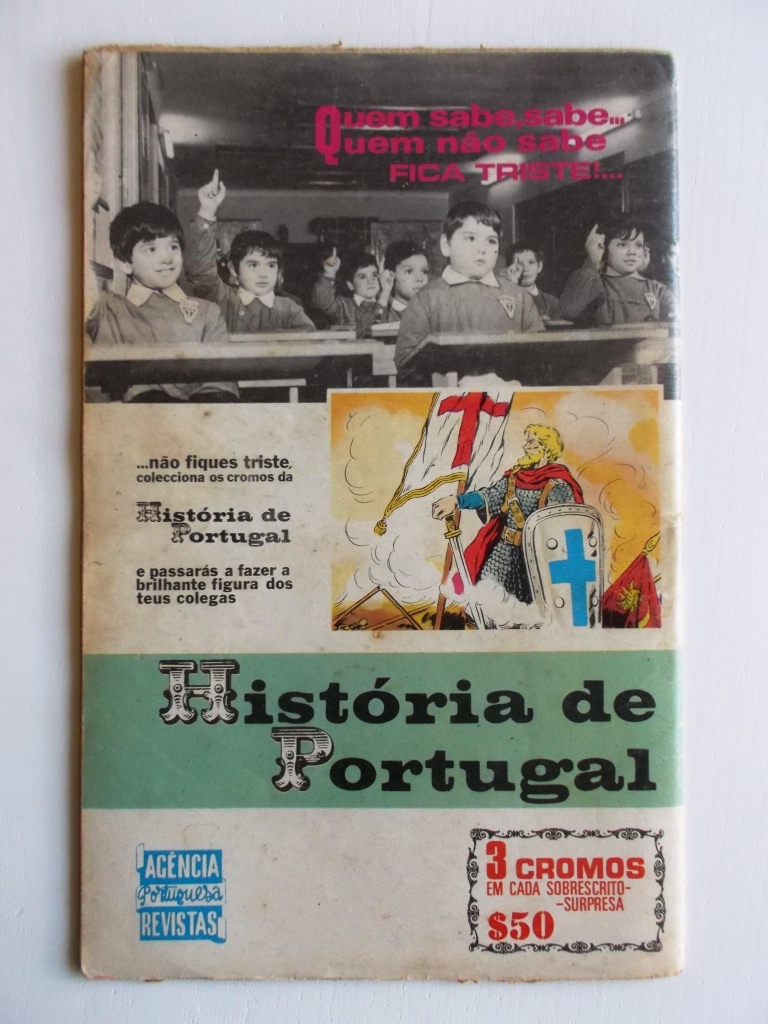 Quem sabe,sabe...
Quem não sabe
FICA TRISTE!...
...não fiques triste,
colecciona os cromos da
História de
Portugal
e passarás a fazer a
brilhante figura dos
teus colegas
História de
Portugal
AGÊNCIA
Portuguesa
REVISTAS
3 CROMOS
EM CADA SOBRESCRITO-
-SURPRESA
$50